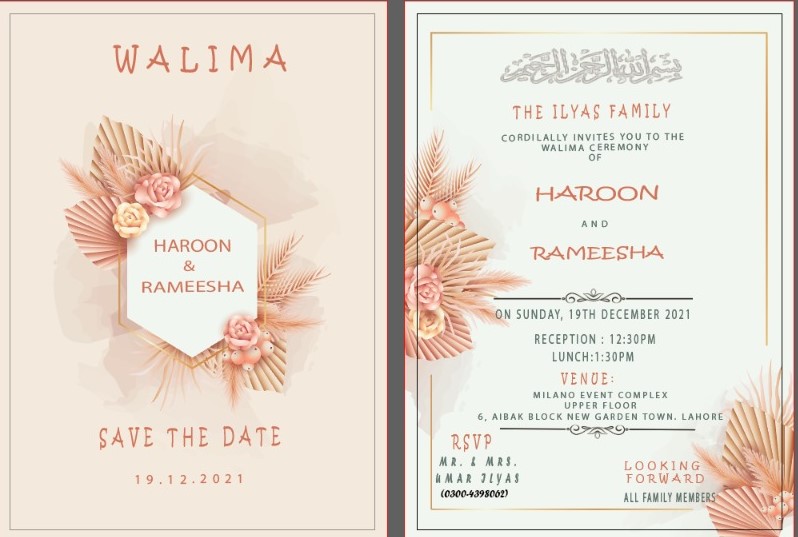 WALIMA
HAROON
&
RAMEESHA
SAVE THE DATE
19.12.2021
بسم الله الرحمن الرحيم
THE ILYAS FAMILY
CORDILALLY INVITES YOU TO THE
WALIMA CEREMONY
OF
HAROON
AND
RAMEESHA
ON SUNDAY, 19TH DECEMBER 2021
RECEPTION : 12:30PM
LUNCH:1:30PM
VENUE:
MILANO EVENT COMPLEX
UPPER FLOOR
6, AIBAK BLOCK NEW GARDEN TOWN. LAHORE
RSVP
MR. & MRS.
UMAR ILYAS
(0300-4398062)
LOOKING
FORWARD
ALL FAMILY MEMBERS